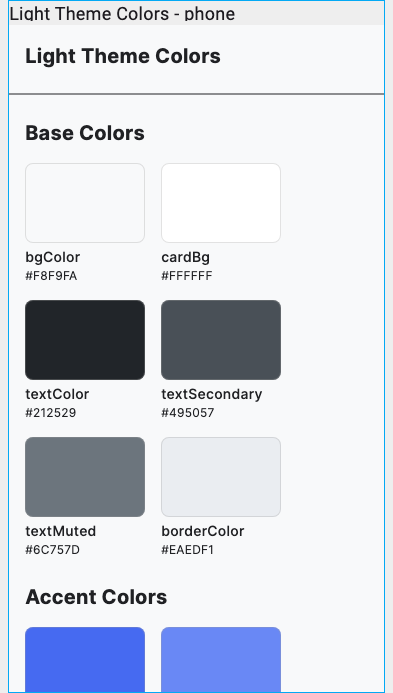 Light Theme Colors - phone
Light Theme Colors
Base Colors
bgColor
#F8F9FA
cardBg
#FFFFFF
textColor
#212529
textSecondary
#495057
textMuted
#6C757D
borderColor
#EAEDF1
Accent Colors